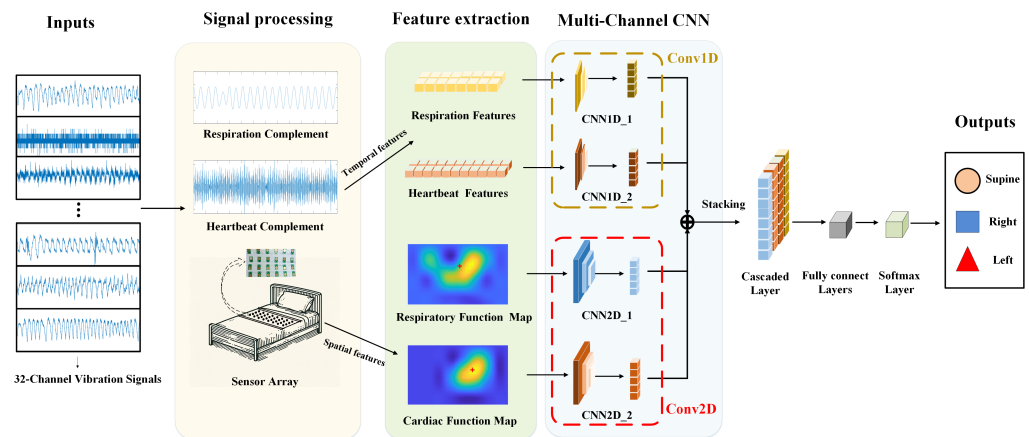 Inputs
Signal processing
Feature extraction
Multi-Channel CNN
Outputs
32-Channel Vibration Signals
Respiration Complement
Heartbeat Complement
Sensor Array
Temporal features
Spatial features
Respiration Features
Heartbeat Features
Respiratory Function Map
Cardiac Function Map
Conv1D
CNN1D_1
CNN1D_2
CNN2D_1
CNN2D_2
Conv2D
Stacking
Cascaded
Layer
Fully connect
Layers
Softmax
Layer
Supine
Right
Left